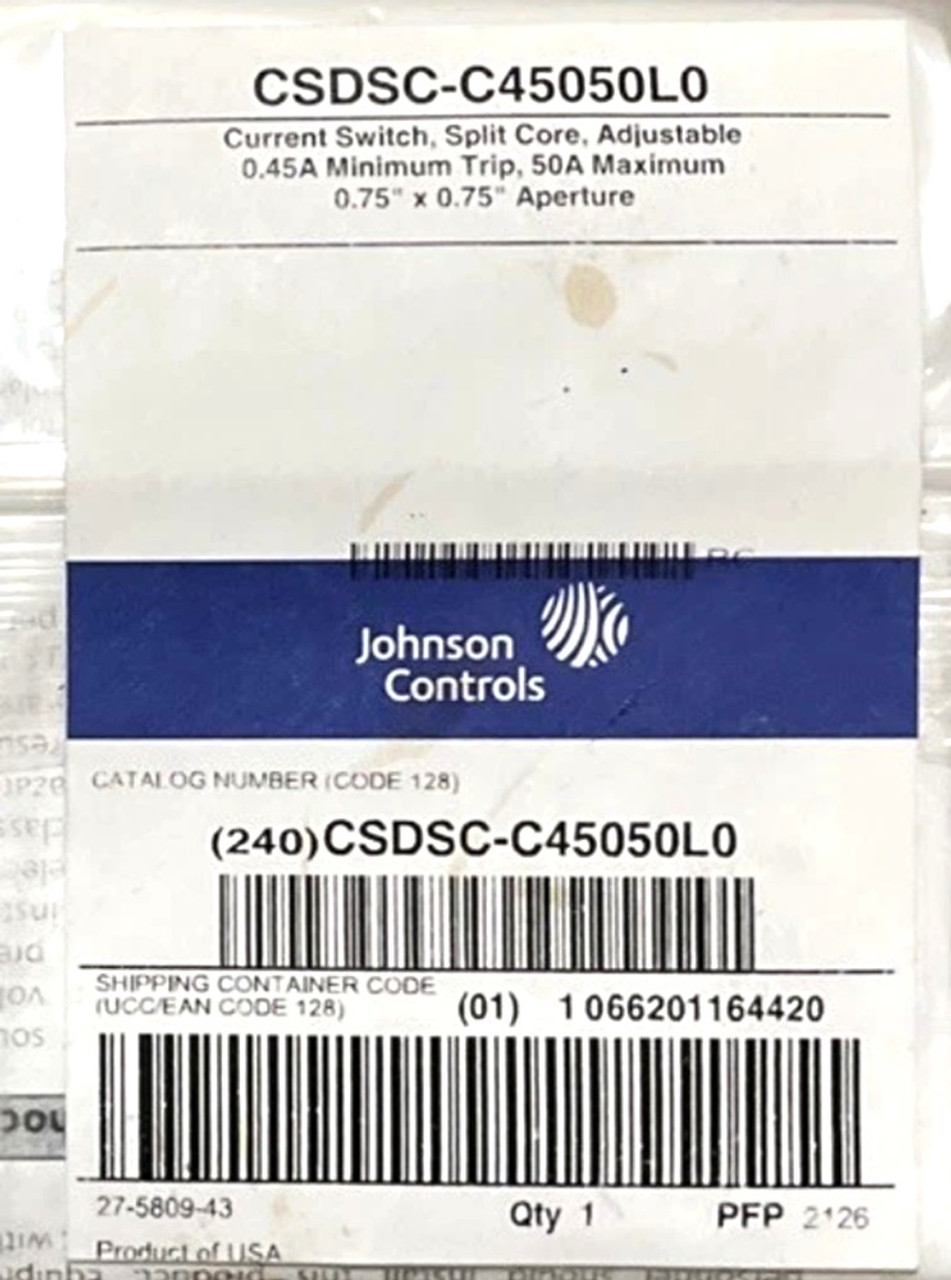 CSDSC-C45050L0
Current Switch, Split Core, Adjustable
0.45A Minimum Trip, 50A Maximum
0.75" x 0.75" Aperture
Johnson
Controls
CATALOG NUMBER (CODE 128)
(240)CSDSC-C45050L0
SHIPPING CONTAINER CODE
(UCC/EAN CODE 128)
(01) 1 066201164420
27-5809-43
Qty 1
PFP 2126
Product of USA